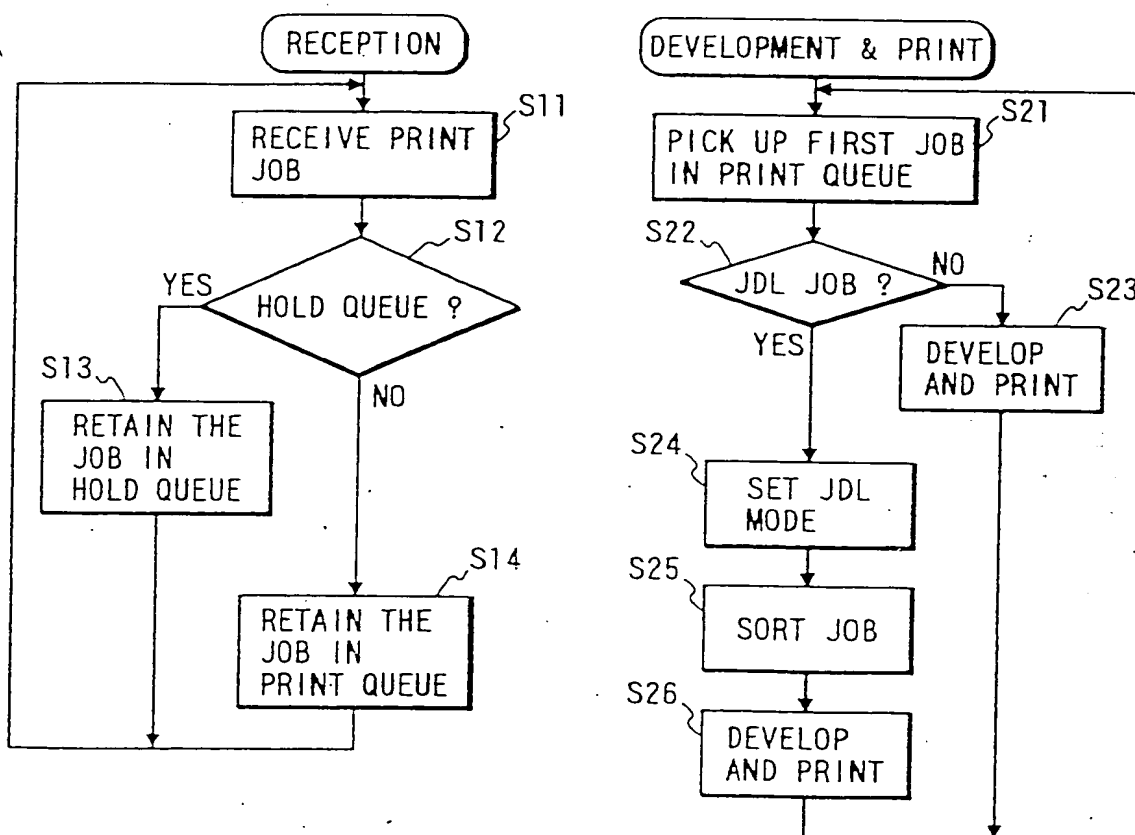 RECEPTION
S11
RECEIVE PRINT
JOB
S12
HOLD QUEUE ?
YES
NO
S13
RETAIN THE
JOB IN
HOLD QUEUE
S14
RETAIN THE
JOB IN
PRINT QUEUE
DEVELOPMENT & PRINT
S21
PICK UP FIRST JOB
IN PRINT QUEUE
S22
JDL JOB ?
NO
YES
S23
DEVELOP
AND PRINT
S24
SET JDL
MODE
S25
SORT JOB
S26
DEVELOP
AND PRINT